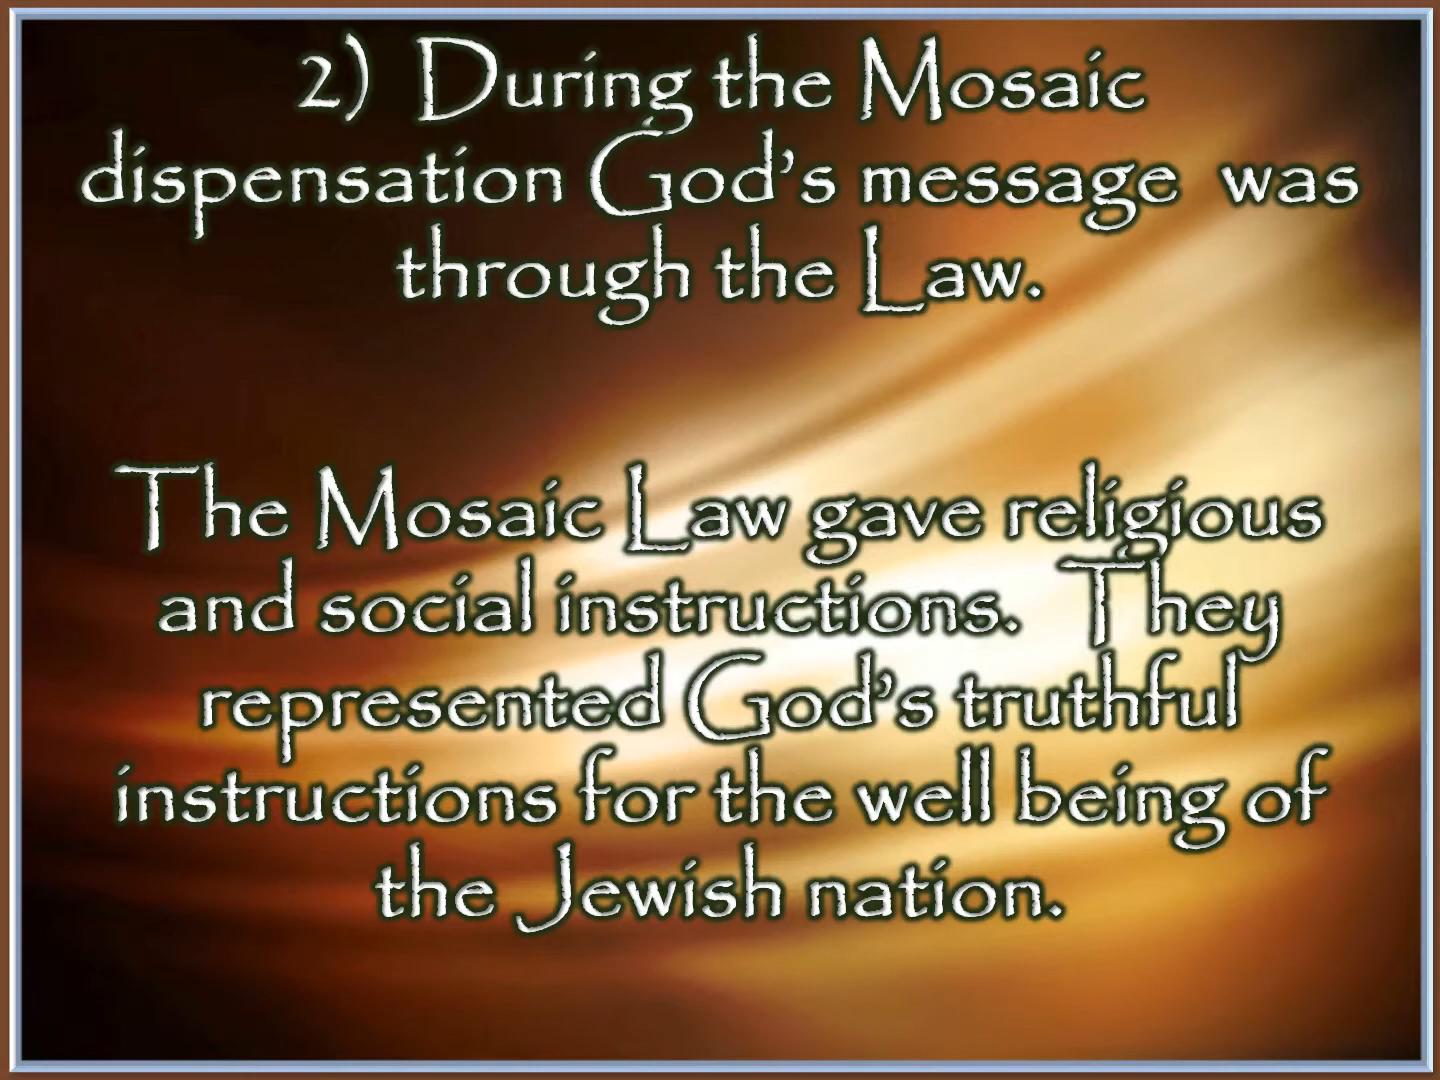 2)  During the Mosaic
dispensation God’s message  was
through the Law.
The Mosaic Law gave religious
and social instructions.  They
represented God’s truthful
instructions for the well being of
the Jewish nation.